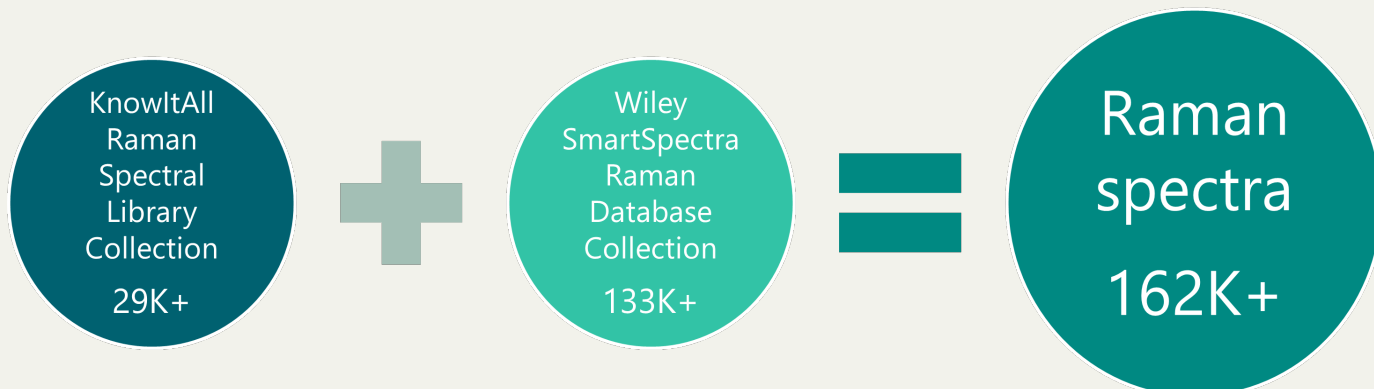 KnowItAll
Raman
Spectral
Library
Collection
29K+
Wiley
SmartSpectra
Raman
Database
Collection
133K+
Raman
spectra
162K+